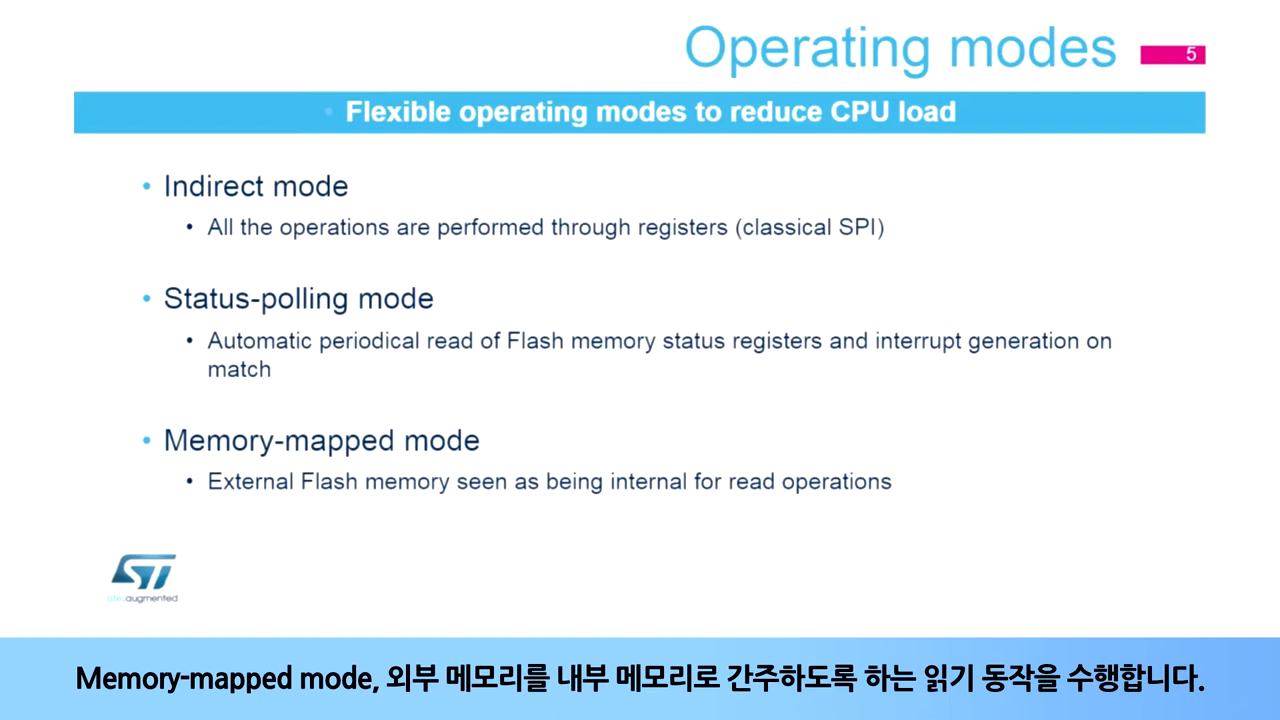 Operating modes
5
• Flexible operating modes to reduce CPU load
• Indirect mode
• All the operations are performed through registers (classical SPI)
• Status-polling mode
• Automatic periodical read of Flash memory status registers and interrupt generation on
match
• Memory-mapped mode
• External Flash memory seen as being internal for read operations
ST
life.augmented
Memory-mapped mode, 외부 메모리를 내부 메모리로 간주하도록 하는 읽기 동작을 수행합니다.